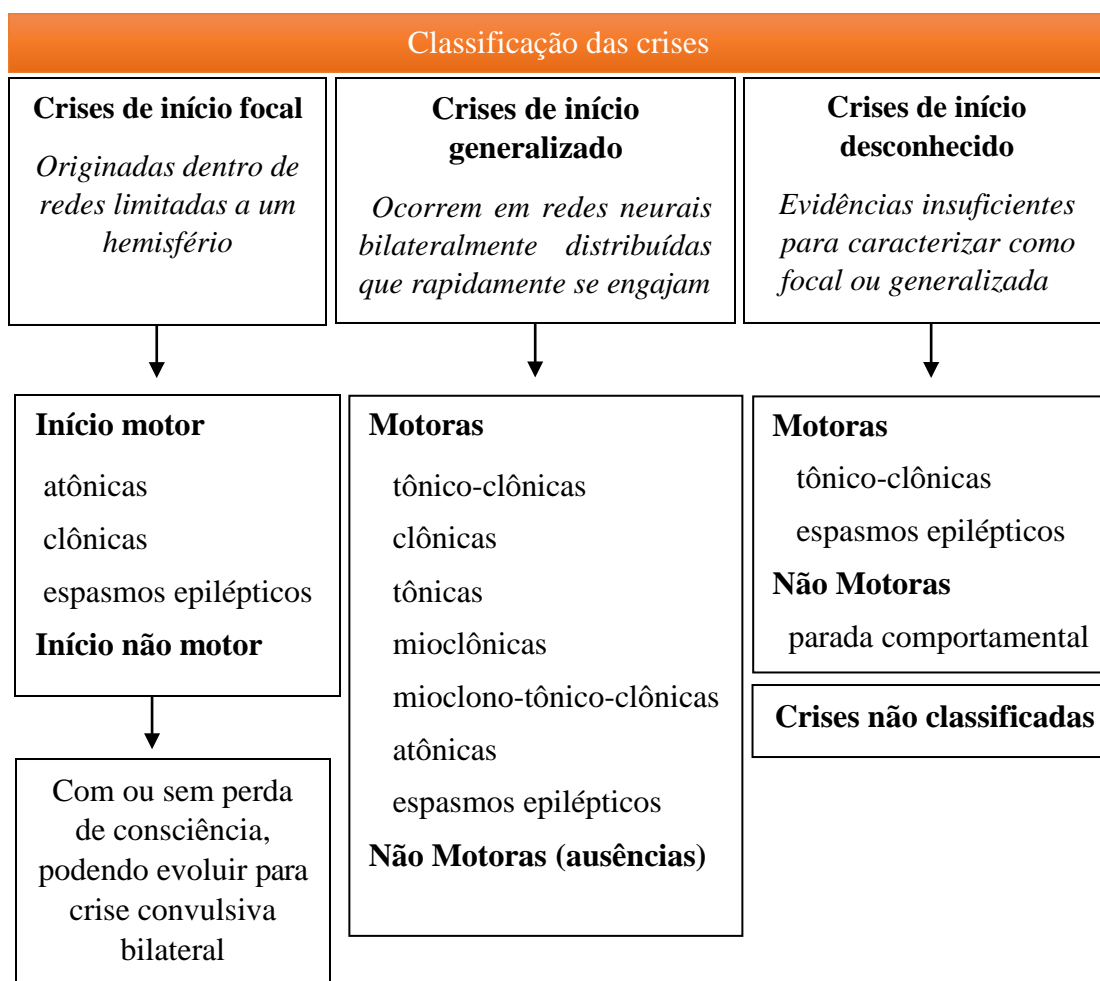 Classificação das crises
Crises de início focal
Originadas dentro de
redes limitadas a um
hemisfério
Crises de início
generalizado
Ocorrem em redes neurais
bilateralmente distribuídas
que rapidamente se engajam
Crises de início
desconhecido
Evidências insuficientes
para caracterizar como
focal ou generalizada
Início motor
atônicas
clônicas
espasmos epilépticos
Início não motor
Com ou sem perda
de consciência,
podendo evoluir para
crise convulsiva
bilateral
Motoras
tônico-clônicas
clônicas
tônicas
mioclônicas
mioclono-tônico-clônicas
atônicas
espasmos epilépticos
Não Motoras (ausências)
Motoras
tônico-clônicas
espasmos epilépticos
Não Motoras
parada comportamental
Crises não classificadas